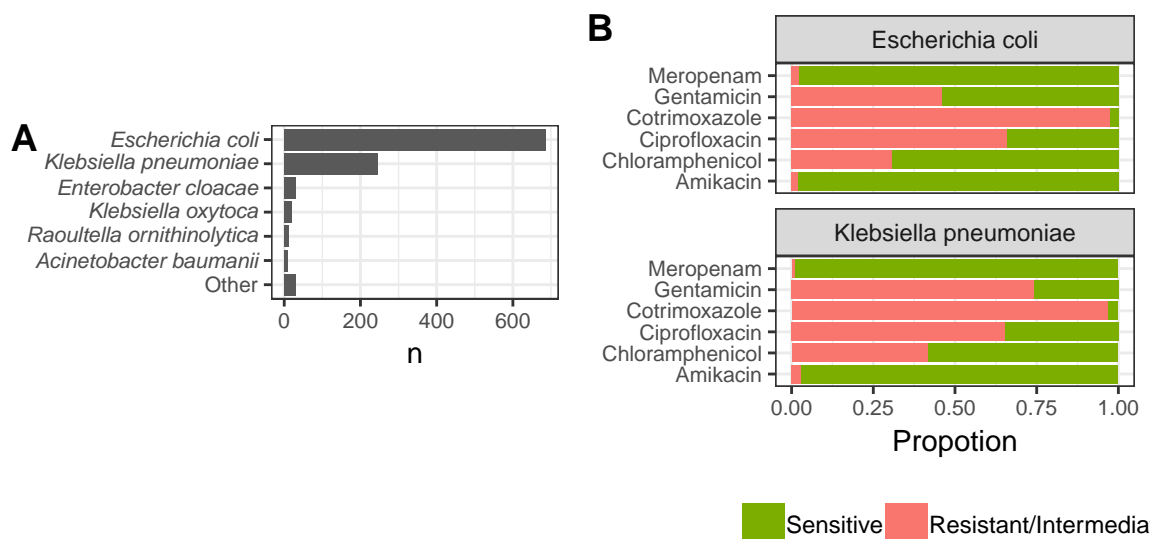 A
Escherichia coli
Klebsiella pneumoniae
Enterobacter cloacae
Klebsiella oxytoca
Raoultella ornithinolytica
Acinetobacter baumanii
Other
0 200 400 600
n
B
Escherichia coli
Meropenam
Gentamicin
Cotrimoxazole
Ciprofloxacin
Chloramphenicol
Amikacin
Klebsiella pneumoniae
Meropenam
Gentamicin
Cotrimoxazole
Ciprofloxacin
Chloramphenicol
Amikacin
0.00 0.25 0.50 0.75 1.00
Propotion
Sensitive Resistant/Intermedia